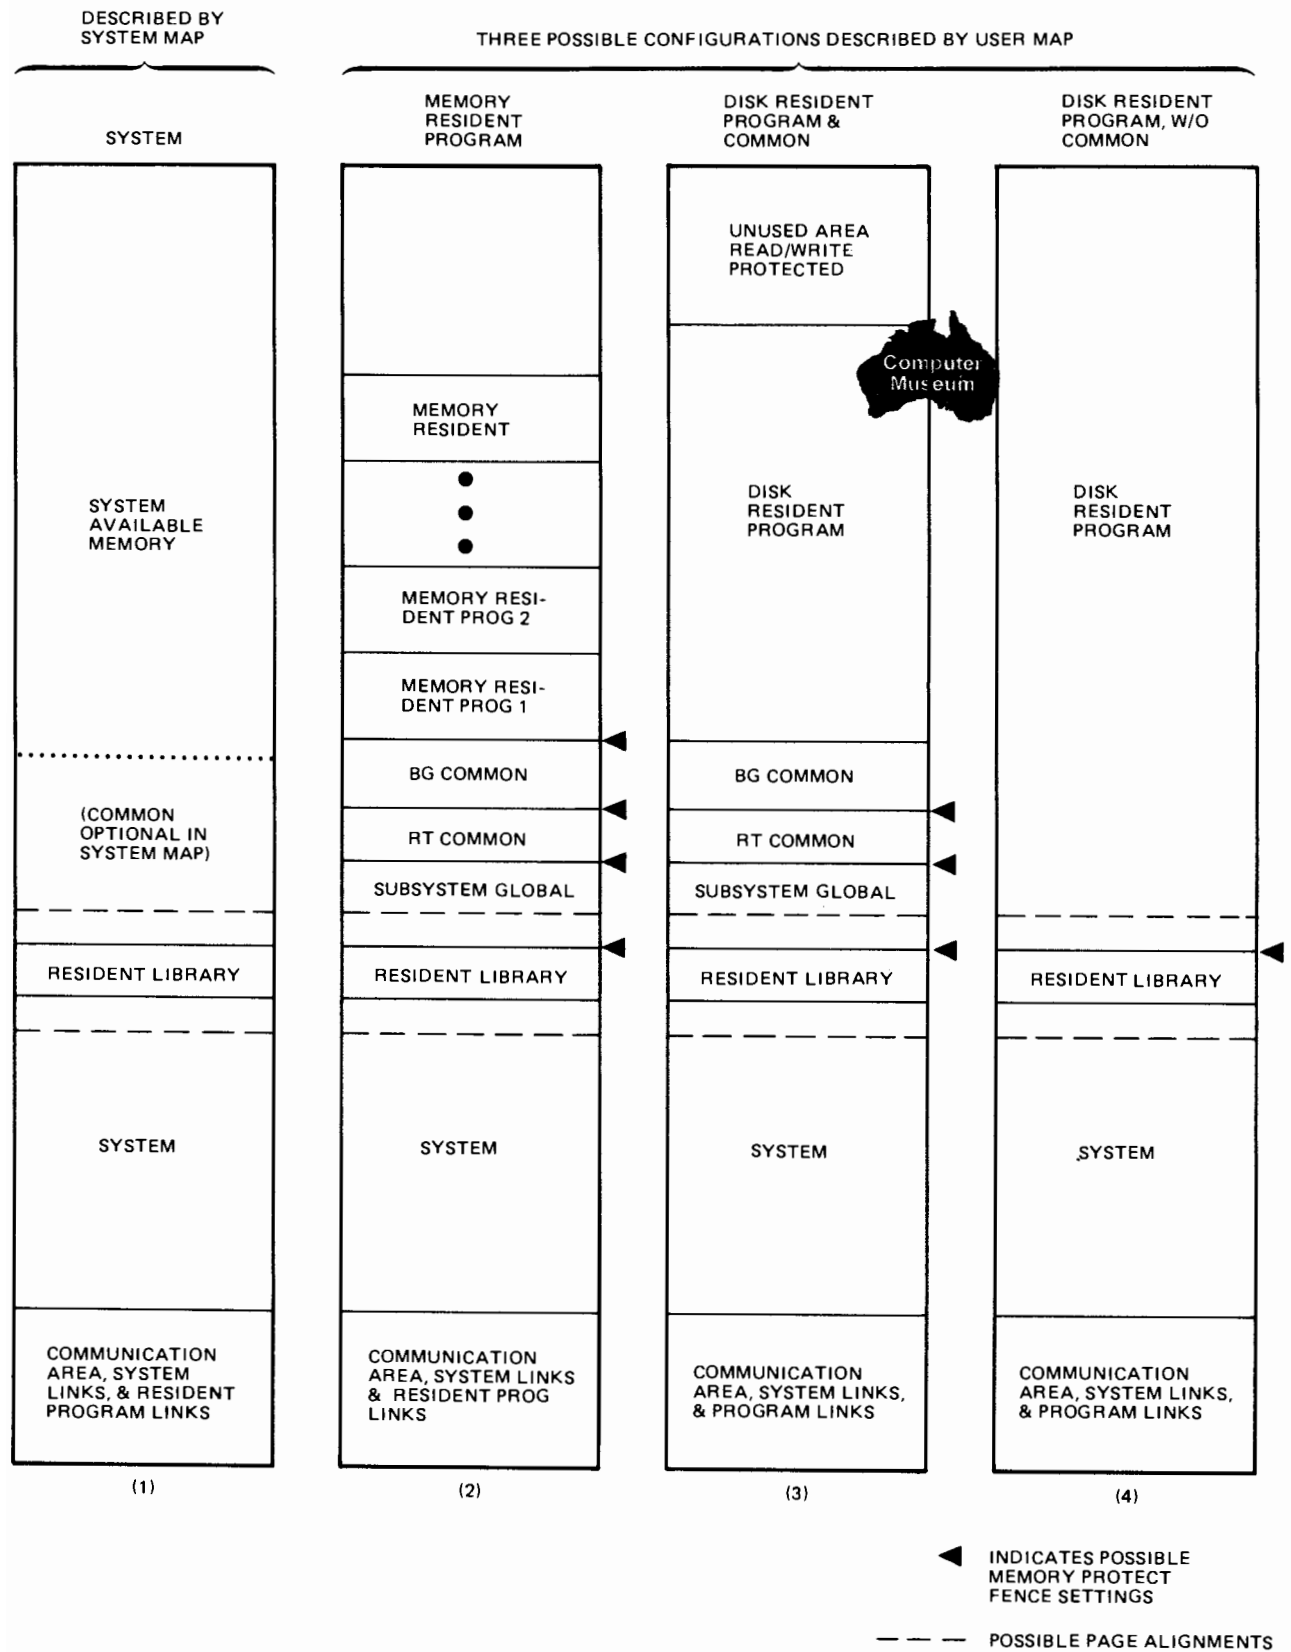 DESCRIBED BY
SYSTEM MAP
THREE POSSIBLE CONFIGURATIONS DESCRIBED BY USER MAP
SYSTEM
MEMORY
RESIDENT
PROGRAM
DISK RESIDENT
PROGRAM &
COMMON
DISK RESIDENT
PROGRAM, W/O
COMMON
SYSTEM
AVAILABLE
MEMORY
(COMMON
OPTIONAL IN
SYSTEM MAP)
RESIDENT LIBRARY
SYSTEM
COMMUNICATION
AREA, SYSTEM
LINKS, & RESIDENT
PROGRAM LINKS
(1)
MEMORY
RESIDENT
MEMORY RESI-
DENT PROG 2
MEMORY RESI-
DENT PROG 1
BG COMMON
RT COMMON
SUBSYSTEM GLOBAL
RESIDENT LIBRARY
SYSTEM
COMMUNICATION
AREA, SYSTEM LINKS
& RESIDENT PROG
LINKS
(2)
UNUSED AREA
READ/WRITE
PROTECTED
Computer
Museum
DISK
RESIDENT
PROGRAM
BG COMMON
RT COMMON
SUBSYSTEM GLOBAL
RESIDENT LIBRARY
SYSTEM
COMMUNICATION
AREA, SYSTEM LINKS,
& PROGRAM LINKS
(3)
DISK
RESIDENT
PROGRAM
RESIDENT LIBRARY
SYSTEM
COMMUNICATION
AREA, SYSTEM LINKS,
& PROGRAM LINKS
(4)
INDICATES POSSIBLE
MEMORY PROTECT
FENCE SETTINGS
POSSIBLE PAGE ALIGNMENTS